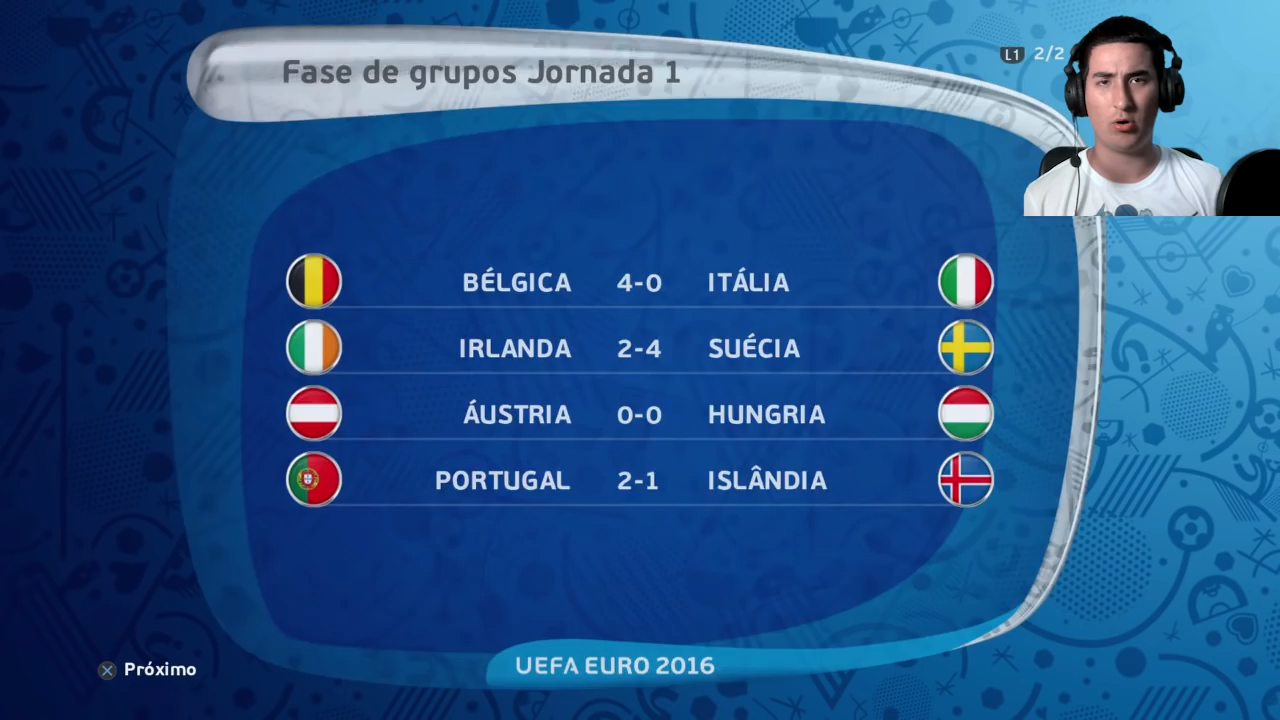 Fase de grupos Jornada 1
L1 2/2
BÉLGICA 4-0 ITÁLIA
IRLANDA 2-4 SUÉCIA
ÁUSTRIA 0-0 HUNGRIA
PORTUGAL 2-1 ISLÂNDIA
UEFA EURO 2016
Próximo